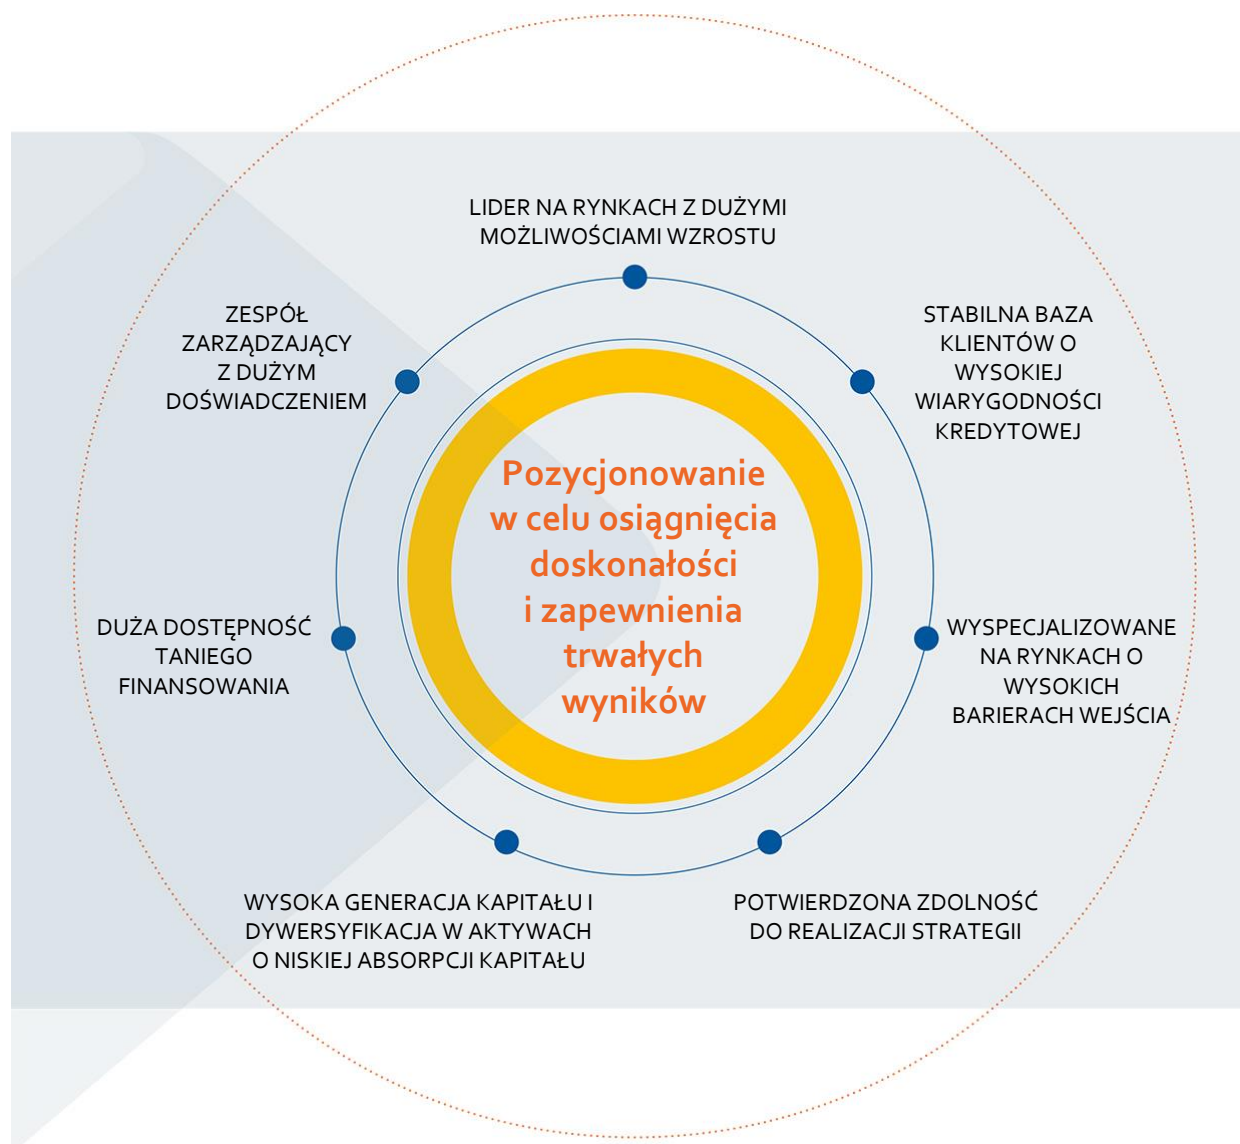 LIDER NA RYNKACH Z DUŻYMI
MOŻLIWOŚCIAMI WZROSTU
ZESPÓŁ
ZARZĄDZAJĄCY
Z DUŻYM
DOŚWIADCZENIEM
STABILNA BAZA
KLIENTÓW O
WYSOKIEJ
WIARYGODNOŚCI
KREDYTOWEJ
Pozycjonowanie
w celu osiągnięcia
doskonałości
i zapewnienia
trwałych
wyników
DUŻA DOSTĘPNOŚĆ
TANIEGO
FINANSOWANIA
WYSPECJALIZOWANE
NA RYNKACH O
WYSOKICH
BARIERACH WEJŚCIA
WYSOKA GENERACJA KAPITAŁU I
DYWERSYFIKACJA W AKTYWACH
O NISKIEJ ABSORPCJI KAPITAŁU
POTWIERDZONA ZDOLNOŚĆ
DO REALIZACJI STRATEGII